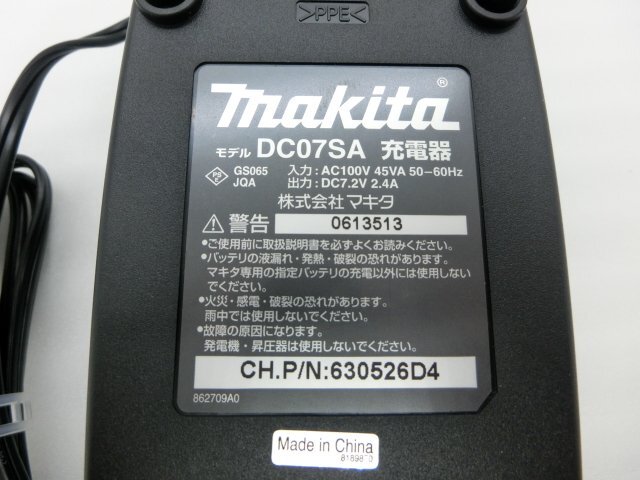 >PPE<
makita®
モデル DC07SA 充電器
PSE GS065 JQA
入力:AC100V 45VA 50-60Hz
出力:DC7.2V 2.4A
株式会社マキタ
警告 0613513
•ご使用前に取扱説明書を必ずよくお読みください。
•バッテリの液漏れ・発熱・破裂の恐れがあります。
マキタ専用の指定バッテリの充電以外には使用しない
でください。
•火災・感電・破裂の恐れがあります。
雨中では使用しないでください。
•故障の原因になります。
発電機・昇圧器は使用しないでください。
CH.P/N:630526D4
862709A0
Made in China